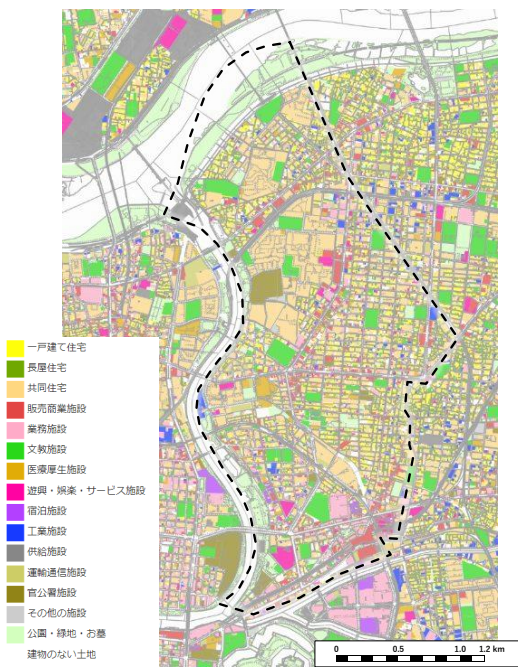 一戸建て住宅
長屋住宅
共同住宅
販売商業施設
業務施設
文教施設
医療厚生施設
遊興・娯楽・サービス施設
宿泊施設
工業施設
供給施設
運輸通信施設
官公署施設
その他の施設
公園・緑地・お墓
建物のない土地
0 0.5 1.0 1.2 km